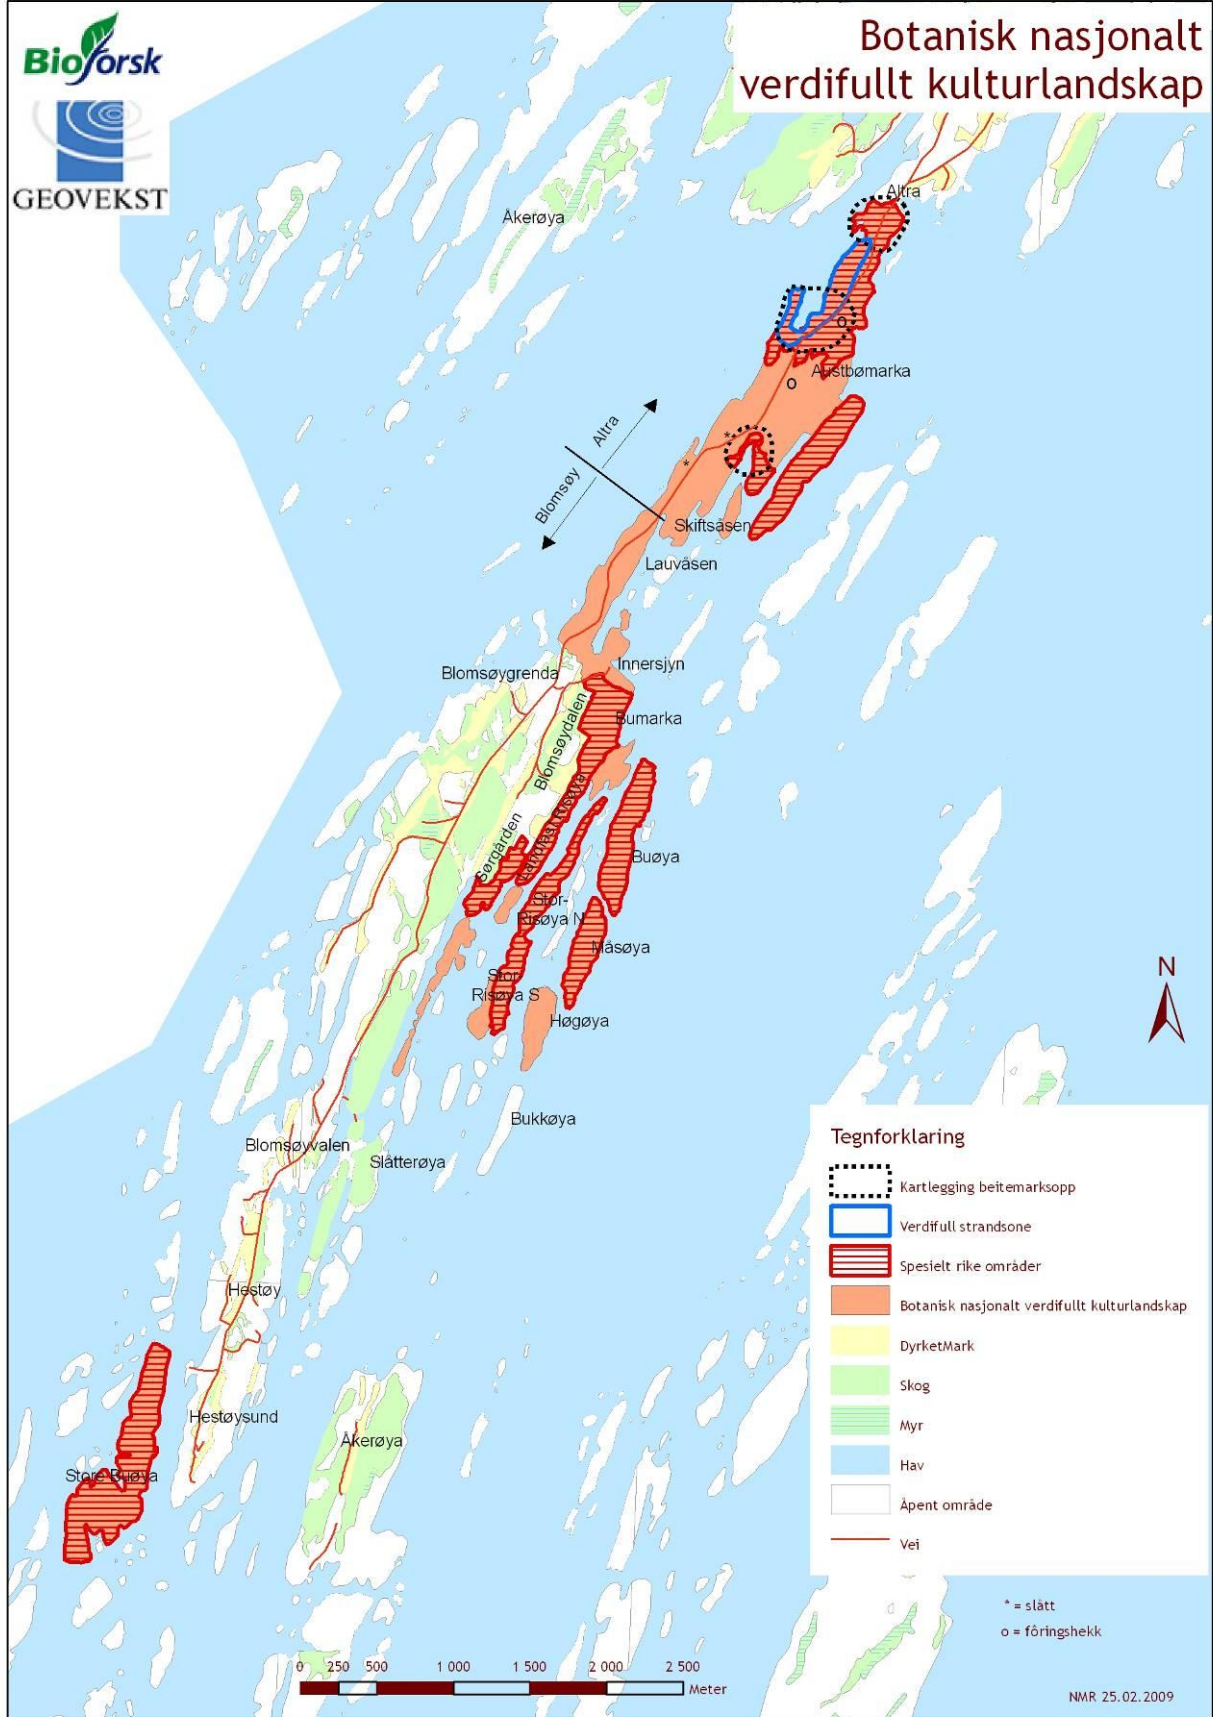 Bioforsk
GEOVEKST
Botanisk nasjonalt
verdifullt kulturlandskap
Altra
Åkerøya
Austbømarka
Altra
Blomsøy
Skiftsåsen
Lauvåsen
Innersjyn
Blomsøygrenda
Bumarka
Blomsøydalen
Landfast Risøya
Sørgården
Buøya
Stor-
Risøya N
Måsøya
Stor-
Risøya S
Høgøya
Bukkøya
Blomsøyvalen
Slåtterøya
Hestøy
Hestøysund
Åkerøya
Store Buøya
N
Tegnforklaring
Kartlegging beitemarksopp
Verdifull strandsone
Spesielt rike områder
Botanisk nasjonalt verdifullt kulturlandskap
DyrketMark
Skog
Myr
Hav
Åpent område
Vei
* = slått
o = fôringshekk
0 250 500 1 000 1 500 2 000 2 500
Meter
NMR 25.02.2009